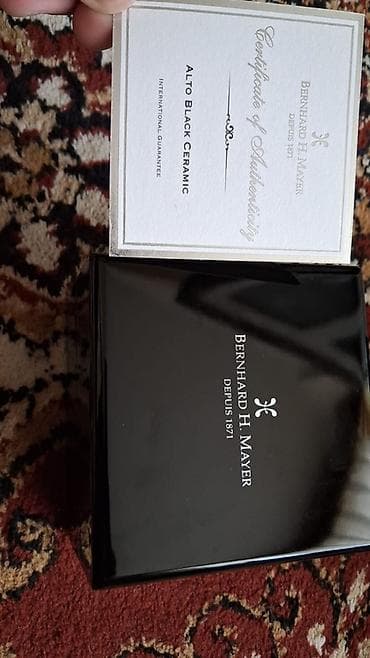 BERNHARD H. MAYER
DEPUIS 1871
Certificate of Authenticity
ALTO BLACK CERAMIC
INTERNATIONAL GUARANTEE
BERNHARD H. MAYER
DEPUIS 1871